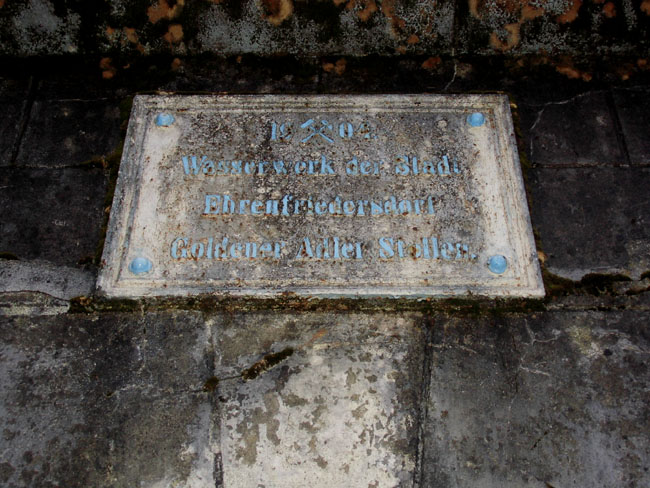 19 ⚒ 04
Wasserwerk der Stadt
Ehrenfriedersdorf
Goldener Adler Stollen.